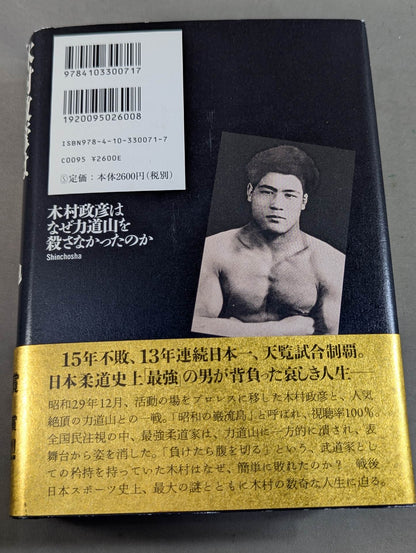 9784103300717
1920095026008
ISBN978-4-10-330071-7
C0095 ¥2600E
Ⓢ定価：本体2600円(税別)
木村政彦は
なぜ力道山を
殺さなかったのか
Shinchosha
15年不敗、13年連続日本一、天覧試合制覇。
日本柔道史上「最強」の男が背負った哀しき人生―
昭和29年12月、活動の場をプロレスに移した木村政彦と、人気
絶頂の力道山との一戦。「昭和の巌流島」と呼ばれ、視聴率100%。
全国民注視の中、最強柔道家は、力道山に一方的に潰され、表
舞台から姿を消した。「負けたら腹を切る」という、武道家とし
ての矜持を持っていた木村はなぜ、簡単に敗れたのか？ 戦後
日本スポーツ史上、最大の謎とともに木村の数奇な人生に迫る。